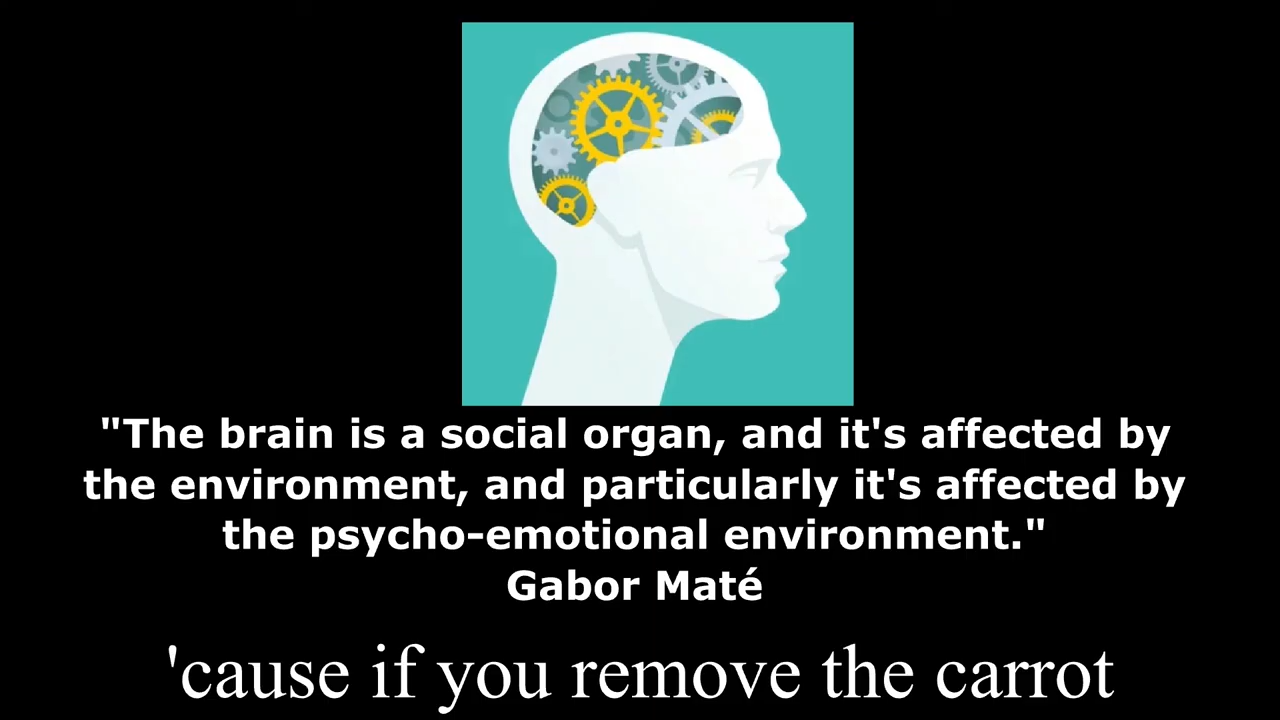 "The brain is a social organ, and it's affected by
the environment, and particularly it's affected by
the psycho-emotional environment."
Gabor Maté
'cause if you remove the carrot